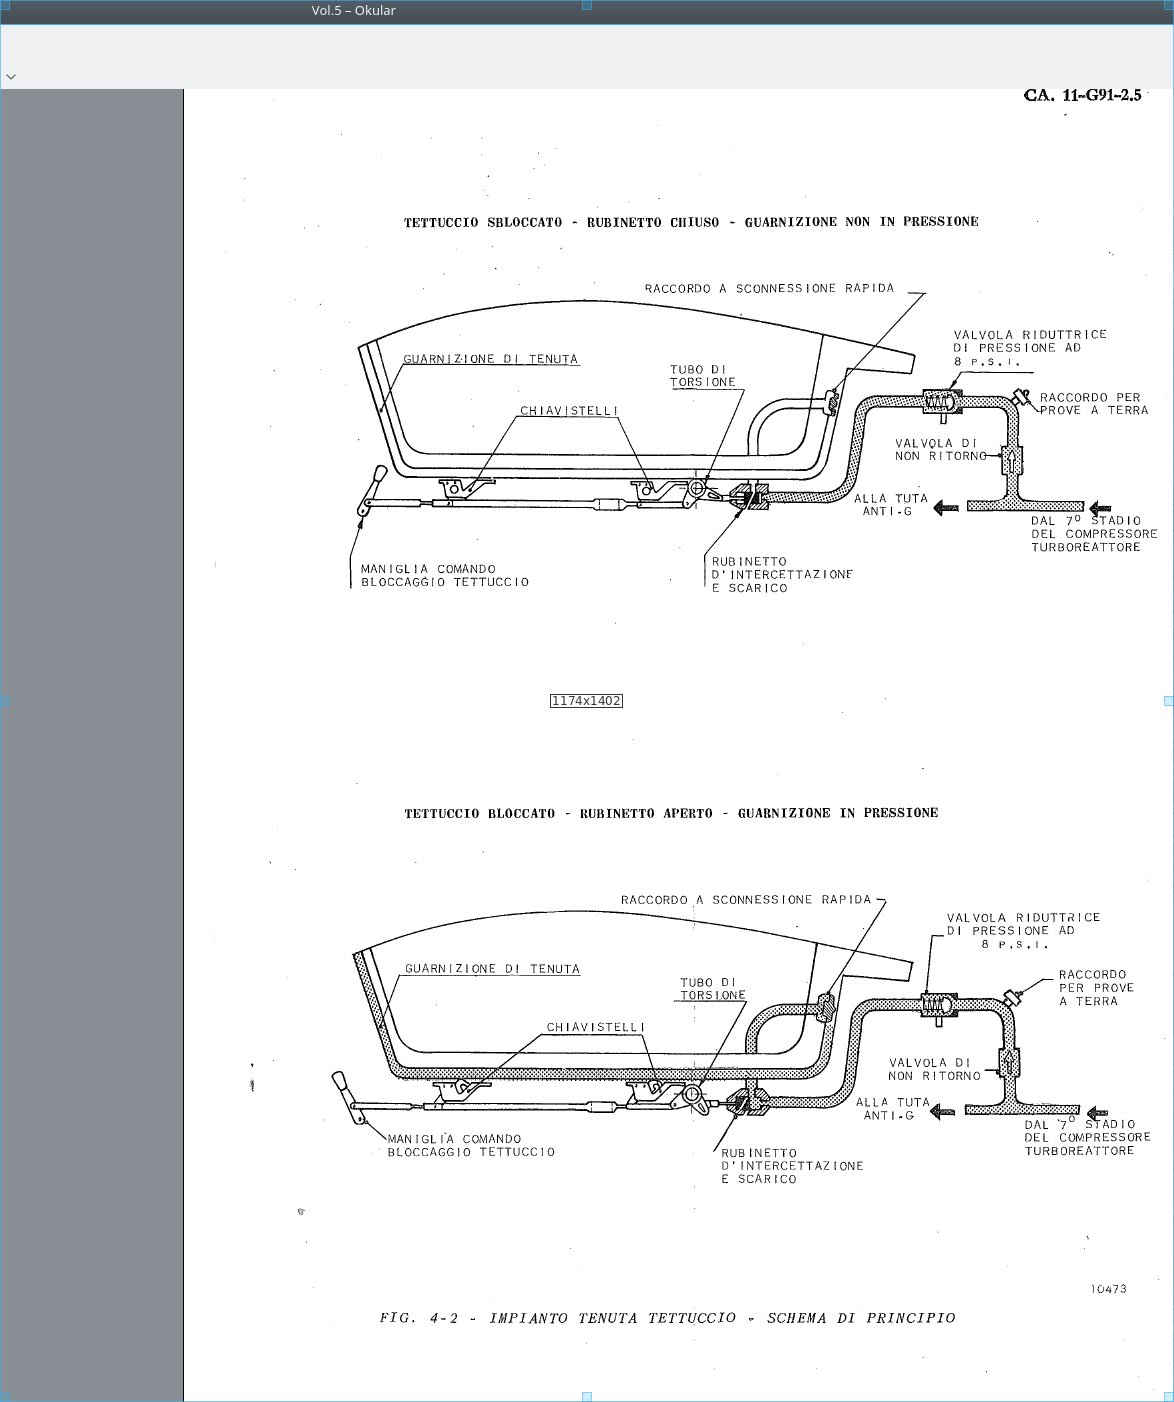 Vol.5 – Okular
CA. 11-G91-2.5
TETTUCCIO SBLOCCATO - RUBINETTO CHIUSO - GUARNIZIONE NON IN PRESSIONE
RACCORDO A SCONNESSIONE RAPIDA
VALVOLA RIDUTTRICE
DI PRESSIONE AD
8 P.S.I.
GUARNIZIONE DI TENUTA
TUBO DI
TORSIONE
RACCORDO PER
PROVE A TERRA
CHIAVISTELLI
VALVOLA DI
NON RITORNO
ALLA TUTA
ANTI-G
DAL 7° STADIO
DEL COMPRESSORE
TURBOREATTORE
MANIGLIA COMANDO
BLOCCAGGIO TETTUCCIO
RUBINETTO
D'INTERCETTAZIONE
E SCARICO
1174x1402
TETTUCCIO BLOCCATO - RUBINETTO APERTO - GUARNIZIONE IN PRESSIONE
RACCORDO A SCONNESSIONE RAPIDA
VALVOLA RIDUTTRICE
DI PRESSIONE AD
8 P.S.I.
GUARNIZIONE DI TENUTA
TUBO DI
TORSIONE
RACCORDO
PER PROVE
A TERRA
CHIAVISTELLI
VALVOLA DI
NON RITORNO
ALLA TUTA
ANTI-G
DAL 7° STADIO
DEL COMPRESSORE
TURBOREATTORE
MANIGLIA COMANDO
BLOCCAGGIO TETTUCCIO
RUBINETTO
D'INTERCETTAZIONE
E SCARICO
10473
FIG. 4-2 - IMPIANTO TENUTA TETTUCCIO - SCHEMA DI PRINCIPIO